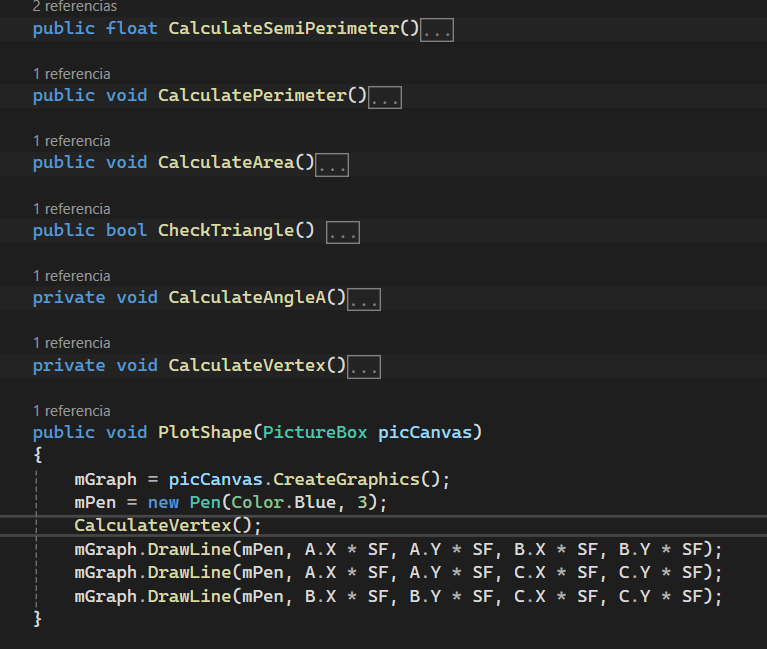 2 referencias
public float CalculateSemiPerimeter()...
1 referencia
public void CalculatePerimeter()...
1 referencia
public void CalculateArea()...
1 referencia
public bool CheckTriangle() ...
1 referencia
private void CalculateAngleA()...
1 referencia
private void CalculateVertex()...
1 referencia
public void PlotShape(PictureBox picCanvas)
{
mGraph = picCanvas.CreateGraphics();
mPen = new Pen(Color.Blue, 3);
CalculateVertex();
mGraph.DrawLine(mPen, A.X * SF, A.Y * SF, B.X * SF, B.Y * SF);
mGraph.DrawLine(mPen, A.X * SF, A.Y * SF, C.X * SF, C.Y * SF);
mGraph.DrawLine(mPen, B.X * SF, B.Y * SF, C.X * SF, C.Y * SF);
}